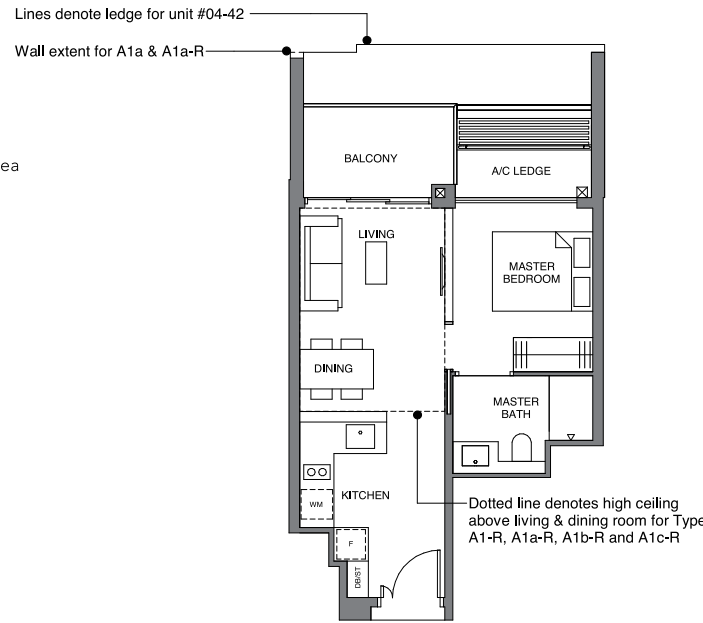 Lines denote ledge for unit #04-42
Wall extent for A1a & A1a-R
ea
BALCONY
A/C LEDGE
LIVING
MASTER
BEDROOM
DINING
MASTER
BATH
KITCHEN
WM
F
DB/ST
Dotted line denotes high ceiling
above living & dining room for Type
A1-R, A1a-R, A1b-R and A1c-R